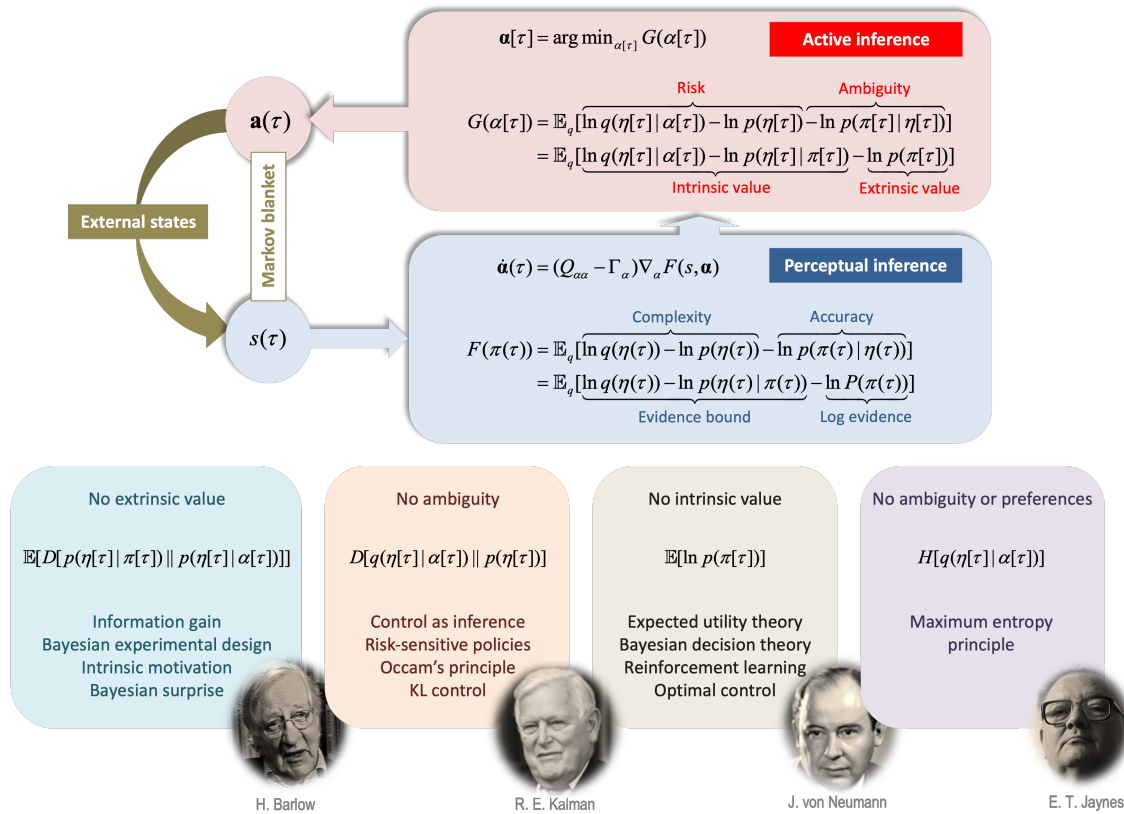 𝛂[τ] = arg min_{α[τ]} G(α[τ])
Active inference
Risk
Ambiguity
a(τ)
G(α[τ]) = 𝔼_q[ln q(η[τ] | α[τ]) − ln p(η[τ]) − ln p(π[τ] | η[τ])]
= 𝔼_q[ln q(η[τ] | α[τ]) − ln p(η[τ] | π[τ]) − ln p(π[τ])]
Intrinsic value
Extrinsic value
External states
Markov blanket
𝛂̇(τ) = (Q_{αα} − Γ_α)∇_α F(s, 𝛂)
Perceptual inference
Complexity
Accuracy
s(τ)
F(π(τ)) = 𝔼_q[ln q(η(τ)) − ln p(η(τ)) − ln p(π(τ) | η(τ))]
= 𝔼_q[ln q(η(τ)) − ln p(η(τ) | π(τ)) − ln P(π(τ))]
Evidence bound
Log evidence
No extrinsic value
𝔼[D[p(η[τ] | π[τ]) || p(η[τ] | α[τ])]]
Information gain
Bayesian experimental design
Intrinsic motivation
Bayesian surprise
H. Barlow
No ambiguity
D[q(η[τ] | α[τ]) || p(η[τ])]
Control as inference
Risk-sensitive policies
Occam’s principle
KL control
R. E. Kalman
No intrinsic value
𝔼[ln p(π[τ])]
Expected utility theory
Bayesian decision theory
Reinforcement learning
Optimal control
J. von Neumann
No ambiguity or preferences
H[q(η[τ] | α[τ])]
Maximum entropy
principle
E. T. Jaynes